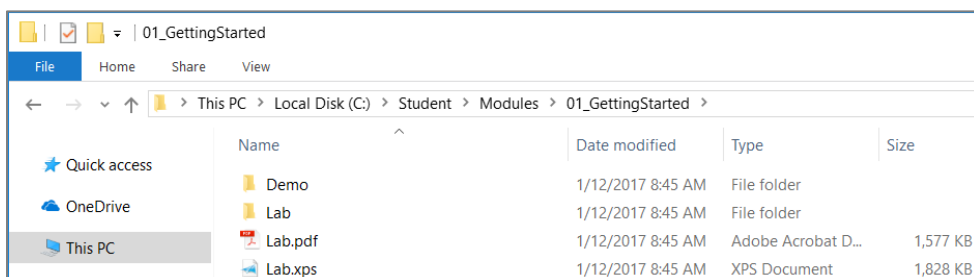 01_GettingStarted
File Home Share View
This PC > Local Disk (C:) > Student > Modules > 01_GettingStarted >
Name Date modified Type Size
Quick access
Demo 1/12/2017 8:45 AM File folder
OneDrive
Lab 1/12/2017 8:45 AM File folder
This PC
Lab.pdf 1/12/2017 8:45 AM Adobe Acrobat D... 1,577 KB
Lab.xps 1/12/2017 8:45 AM XPS Document 1,828 KB